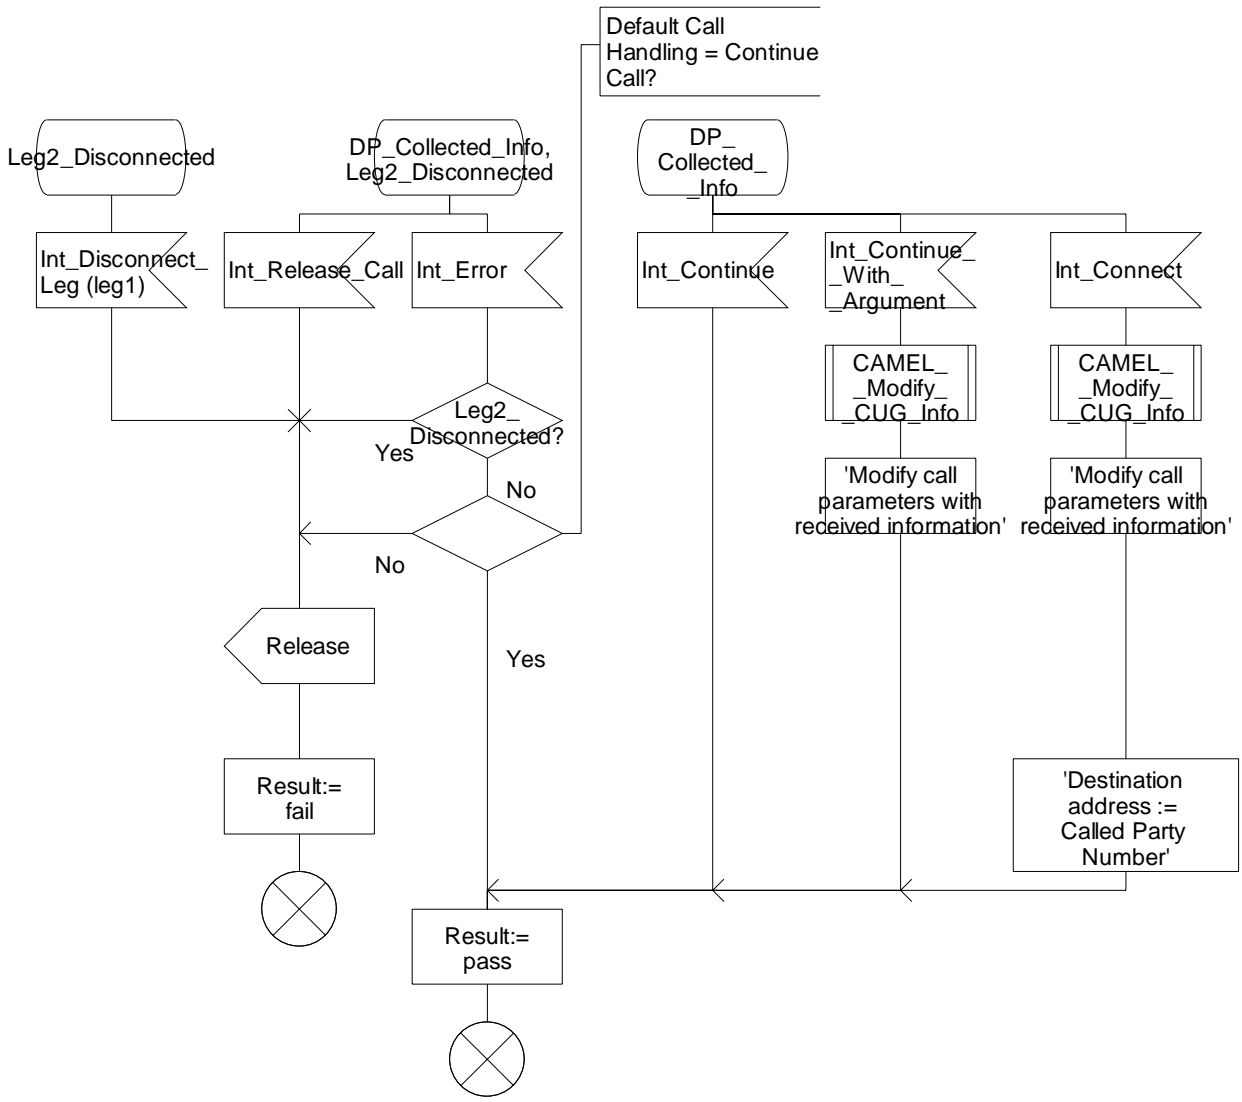 Default Call
Handling = Continue
Call?
Leg2_Disconnected
DP_Collected_Info,
Leg2_Disconnected
DP_
Collected_
_Info
Int_Disconnect_
Leg (leg1)
Int_Release_Call
Int_Error
Int_Continue
Int_Continue_
_With_
_Argument
Int_Connect
CAMEL_
_Modify_
_CUG_Info
CAMEL_
_Modify_
_CUG_Info
Leg2_
Disconnected?
Yes
No
'Modify call
parameters with
received information'
'Modify call
parameters with
received information'
No
Release
Yes
Result:=
fail
'Destination
address :=
Called Party
Number'
Result:=
pass